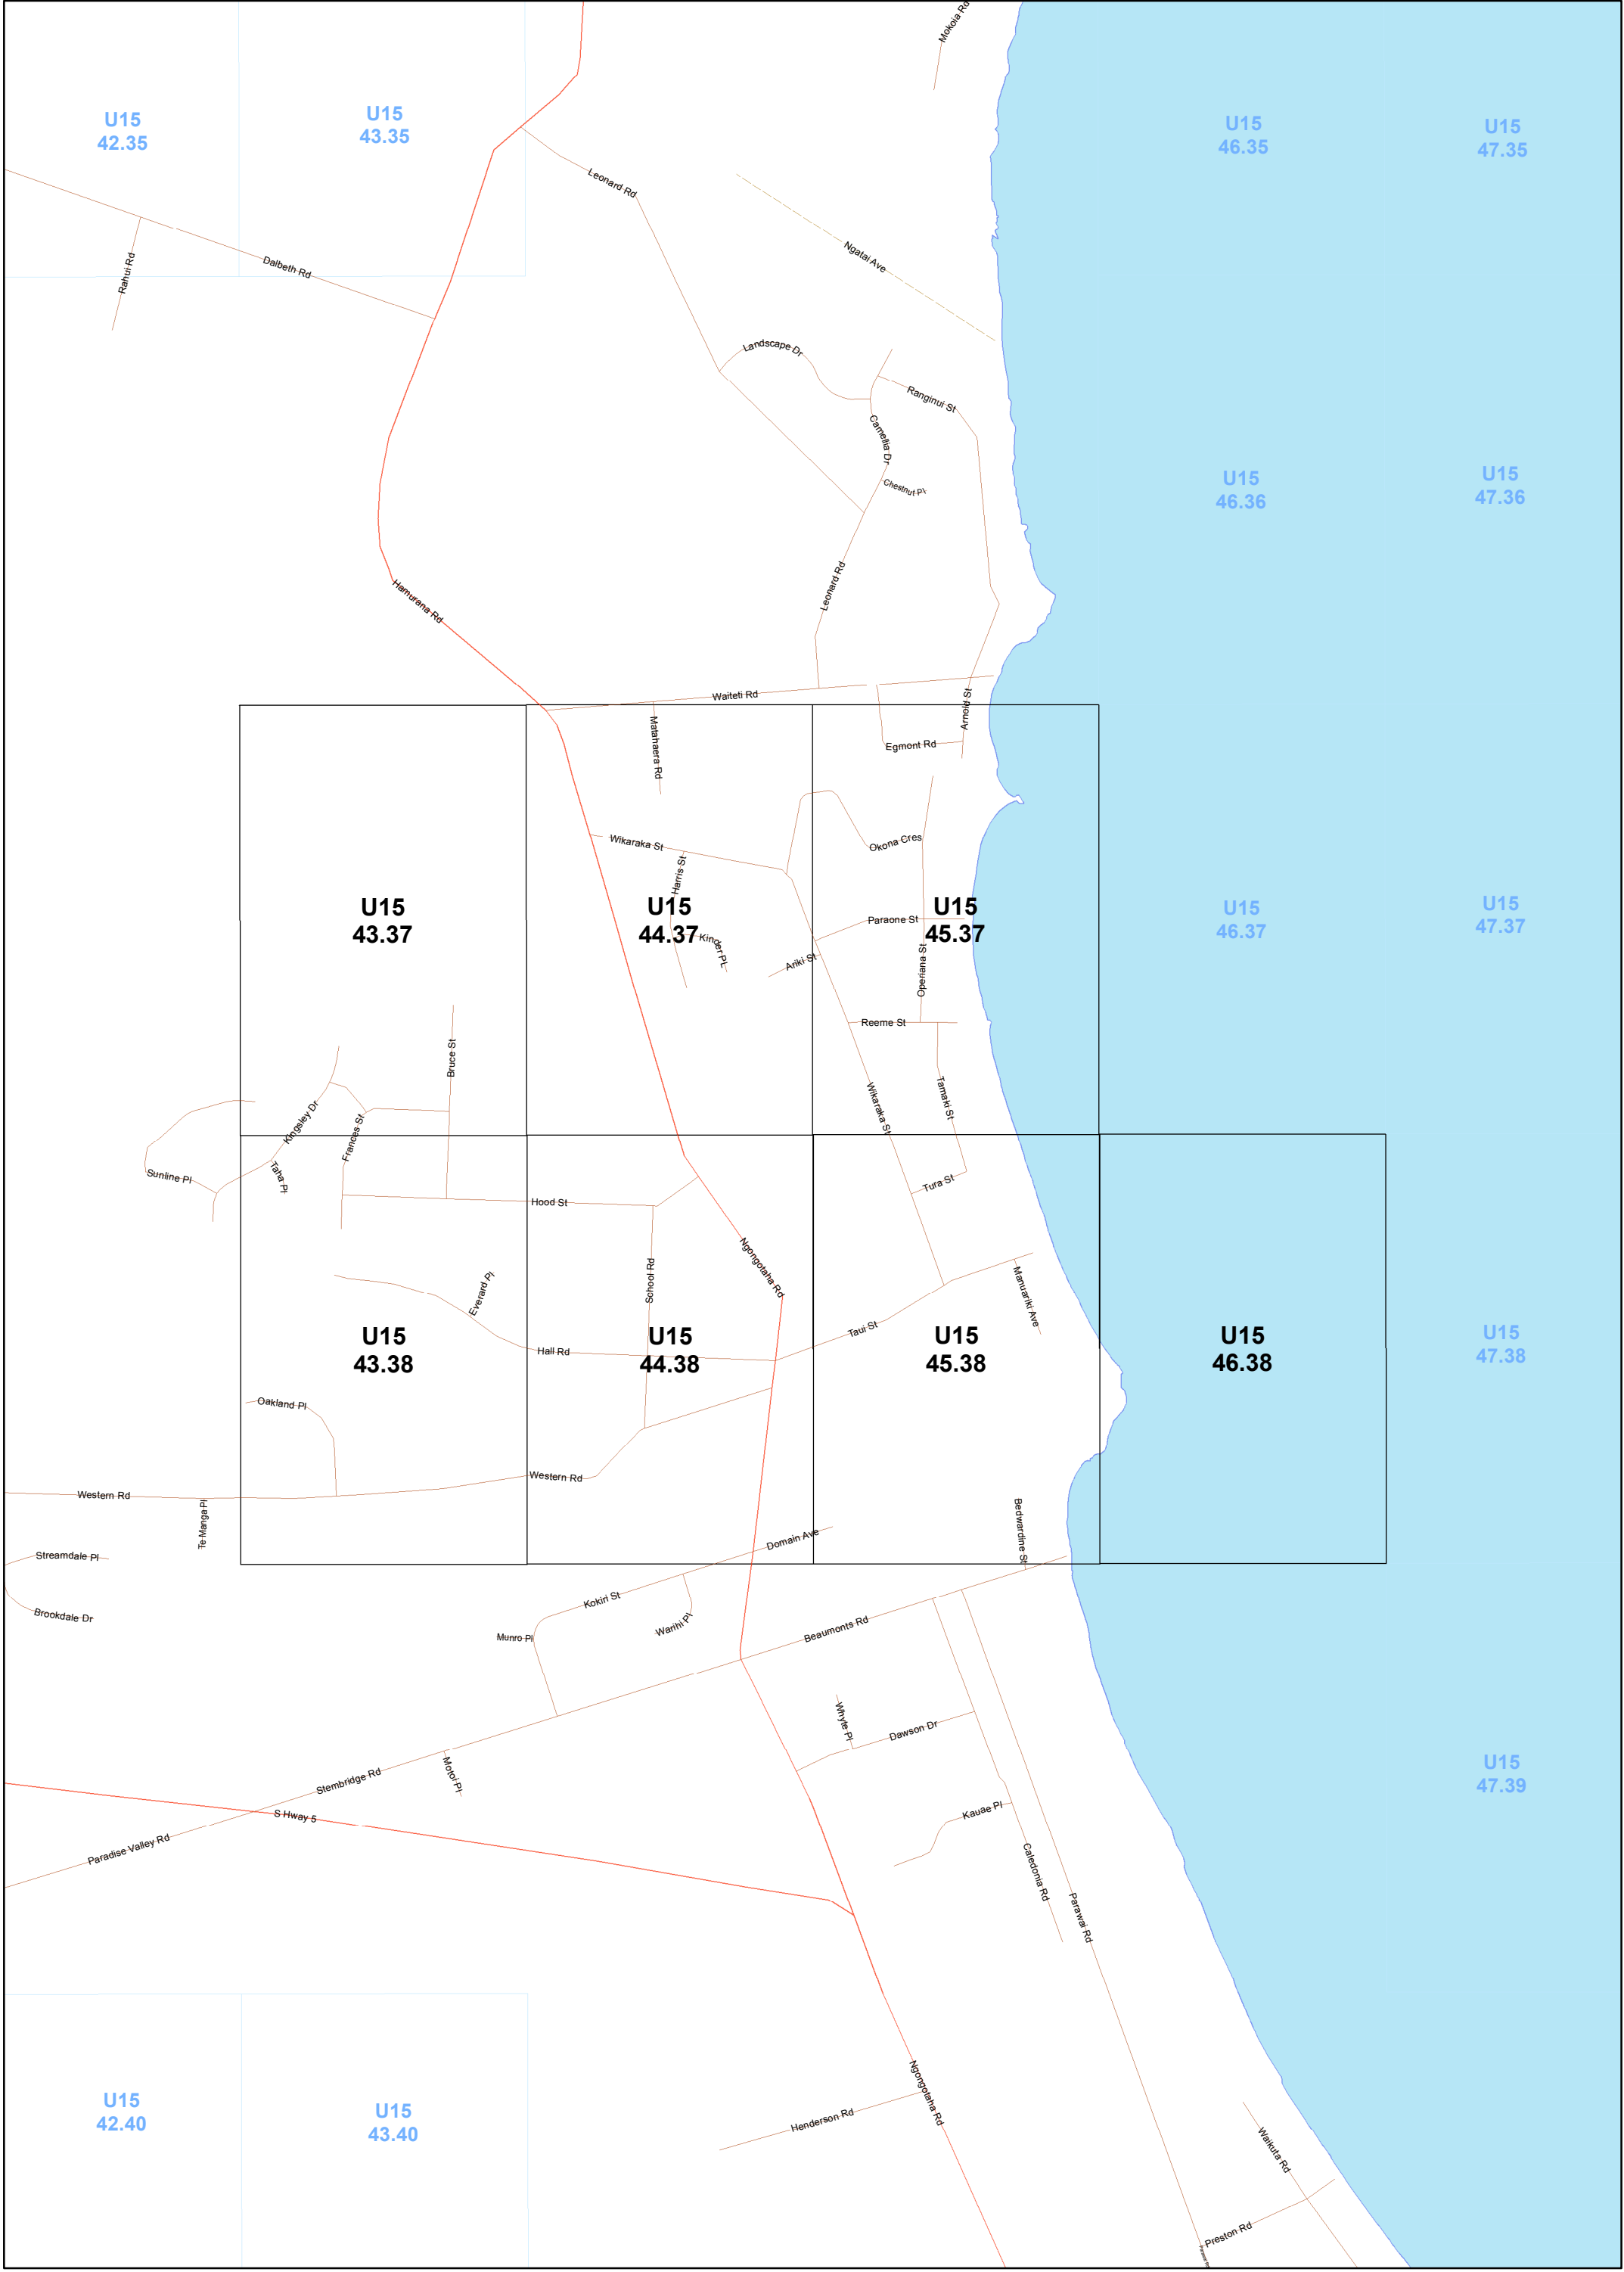 Mokoia Rd
U15
42.35
U15
43.35
U15
46.35
U15
47.35
Leonard Rd
Ngatai Ave
Rahui Rd
Dalbeth Rd
Landscape Dr
Ranginui St
Camellia Dr
Chestnut Pl
U15
46.36
U15
47.36
Hamurana Rd
Leonard Rd
Waiteti Rd
Arnold St
Matahaera Rd
Egmont Rd
Wikaraka St
Harris St
Okona Cres
U15
43.37
U15
44.37
U15
45.37
U15
46.37
U15
47.37
Paraone St
Kinder PL
Ariki St
Operiana St
Reeme St
Bruce St
Kingsley Dr
Frances St
Wikaraka St
Tamaki St
Sunline Pl
Taha Pl
Tura St
Hood St
Ngongotaha Rd
School Rd
Everard Pl
Manuariki Ave
Taui St
U15
43.38
U15
44.38
U15
45.38
U15
46.38
U15
47.38
Hall Rd
Oakland Pl
Western Rd
Western Rd
Te Manga Pl
Bedwardine St
Domain Ave
Streamdale Pl
Brookdale Dr
Kokiri St
Warihi Pl
Munro Pl
Beaumonts Rd
Whyte Pl
Dawson Dr
Motoi Pl
Stembridge Rd
U15
47.39
S Hway 5
Kauae Pl
Paradise Valley Rd
Caledonia Rd
Parawai Rd
U15
42.40
U15
43.40
Ngongotaha Rd
Henderson Rd
Waikuta Rd
Preston Rd